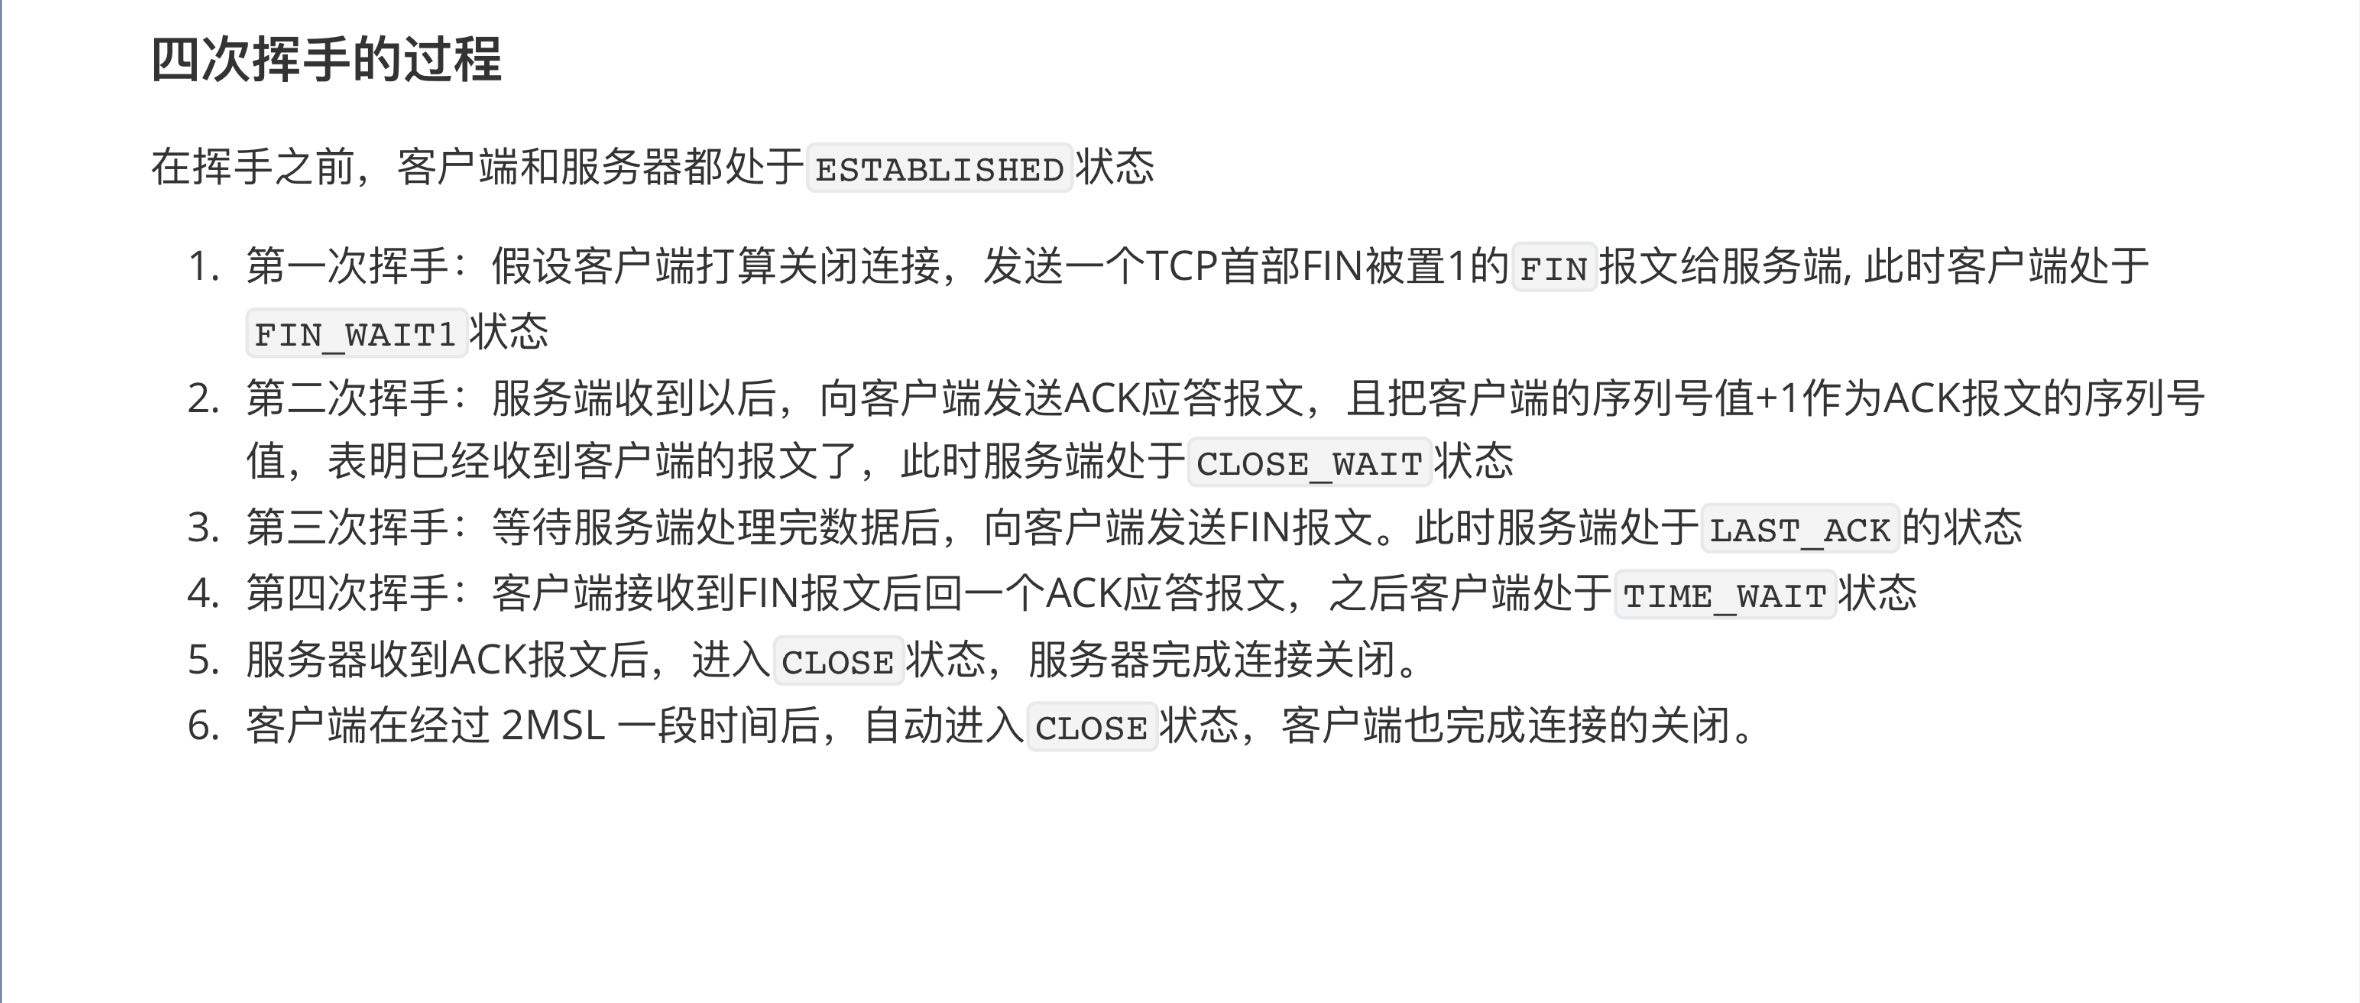 四次挥手的过程
在挥手之前，客户端和服务器都处于ESTABLISHED状态
1. 第一次挥手：假设客户端打算关闭连接，发送一个TCP首部FIN被置1的FIN报文给服务端, 此时客户端处于
FIN_WAIT1状态
2. 第二次挥手：服务端收到以后，向客户端发送ACK应答报文，且把客户端的序列号值+1作为ACK报文的序列号
值，表明已经收到客户端的报文了，此时服务端处于CLOSE_WAIT状态
3. 第三次挥手：等待服务端处理完数据后，向客户端发送FIN报文。此时服务端处于LAST_ACK的状态
4. 第四次挥手：客户端接收到FIN报文后回一个ACK应答报文，之后客户端处于TIME_WAIT状态
5. 服务器收到ACK报文后，进入CLOSE状态，服务器完成连接关闭。
6. 客户端在经过 2MSL 一段时间后，自动进入CLOSE状态，客户端也完成连接的关闭。